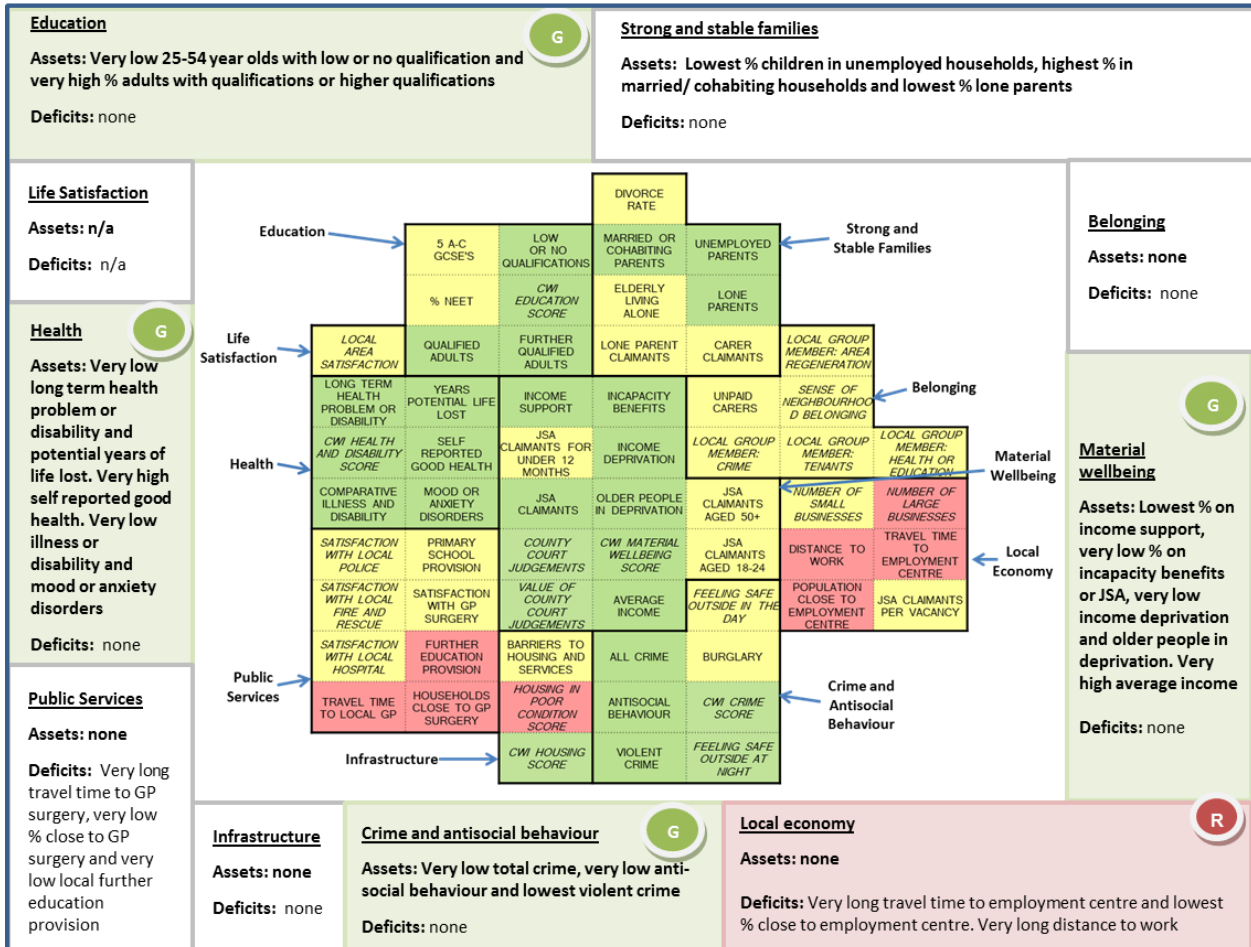 Education
G
Assets: Very low 25-54 year olds with low or no qualification and
very high % adults with qualifications or higher qualifications
Deficits: none
Strong and stable families
Assets: Lowest % children in unemployed households, highest % in
married/ cohabiting households and lowest % lone parents
Deficits: none
Life Satisfaction
Assets: n/a
Deficits: n/a
Belonging
Assets: none
Deficits: none
Health
G
Assets: Very low
long term health
problem or
disability and
potential years of
life lost. Very high
self reported good
health. Very low
illness or
disability and
mood or anxiety
disorders
Deficits: none
G
Material
wellbeing
Assets: Lowest % on
income support,
very low % on
incapacity benefits
or JSA, very low
income deprivation
and older people in
deprivation. Very
high average income
Deficits: none
Public Services
Assets: none
Deficits: Very long
travel time to GP
surgery, very low
% close to GP
surgery and very
low local further
education
provision
Education
Strong and
Stable Families
Life
Satisfaction
Belonging
Health
Material
Wellbeing
Local
Economy
Public
Services
Crime and
Antisocial
Behaviour
Infrastructure
DIVORCE
RATE
5 A-C
GCSE'S
LOW
OR NO
QUALIFICATIONS
MARRIED OR
COHABITING
PARENTS
UNEMPLOYED
PARENTS
% NEET
CWI
EDUCATION
SCORE
ELDERLY
LIVING
ALONE
LONE
PARENTS
LOCAL
AREA
SATISFACTION
QUALIFIED
ADULTS
FURTHER
QUALIFIED
ADULTS
LONE PARENT
CLAIMANTS
CARER
CLAIMANTS
LOCAL GROUP
MEMBER: AREA
REGENERATION
LONG TERM
HEALTH
PROBLEM OR
DISABILITY
YEARS
POTENTIAL LIFE
LOST
INCOME
SUPPORT
INCAPACITY
BENEFITS
UNPAID
CARERS
SENSE OF
NEIGHBOURHOO
D BELONGING
CWI HEALTH
AND DISABILITY
SCORE
SELF
REPORTED
GOOD HEALTH
JSA
CLAIMANTS FOR
UNDER 12
MONTHS
INCOME
DEPRIVATION
LOCAL GROUP
MEMBER:
CRIME
LOCAL GROUP
MEMBER:
TENANTS
LOCAL GROUP
MEMBER:
HEALTH OR
EDUCATION
COMPARATIVE
ILLNESS AND
DISABILITY
MOOD OR
ANXIETY
DISORDERS
JSA
CLAIMANTS
OLDER PEOPLE
IN DEPRIVATION
JSA
CLAIMANTS
AGED 50+
NUMBER OF
SMALL
BUSINESSES
NUMBER OF
LARGE
BUSINESSES
SATISFACTION
WITH LOCAL
POLICE
PRIMARY
SCHOOL
PROVISION
COUNTY
COURT
JUDGEMENTS
CWI MATERIAL
WELLBEING
SCORE
JSA
CLAIMANTS
AGED 18-24
DISTANCE TO
WORK
TRAVEL TIME
TO
EMPLOYMENT
CENTRE
SATISFACTION
WITH LOCAL
FIRE AND
RESCUE
SATISFACTION
WITH GP
SURGERY
VALUE OF
COUNTY
COURT
JUDGEMENTS
AVERAGE
INCOME
FEELING SAFE
OUTSIDE IN THE
DAY
POPULATION
CLOSE TO
EMPLOYMENT
CENTRE
JSA CLAIMANTS
PER VACANCY
SATISFACTION
WITH LOCAL
HOSPITAL
FURTHER
EDUCATION
PROVISION
BARRIERS TO
HOUSING AND
SERVICES
ALL CRIME
BURGLARY
TRAVEL TIME
TO LOCAL GP
HOUSEHOLDS
CLOSE TO GP
SURGERY
HOUSING IN
POOR
CONDITION
SCORE
ANTISOCIAL
BEHAVIOUR
CWI CRIME
SCORE
CWI HOUSING
SCORE
VIOLENT
CRIME
FEELING SAFE
OUTSIDE AT
NIGHT
Infrastructure
Assets: none
Deficits: none
Crime and antisocial behaviour
G
Assets: Very low total crime, very low anti-
social behaviour and lowest violent crime
Deficits: none
Local economy
R
Assets: none
Deficits: Very long travel time to employment centre and lowest
% close to employment centre. Very long distance to work